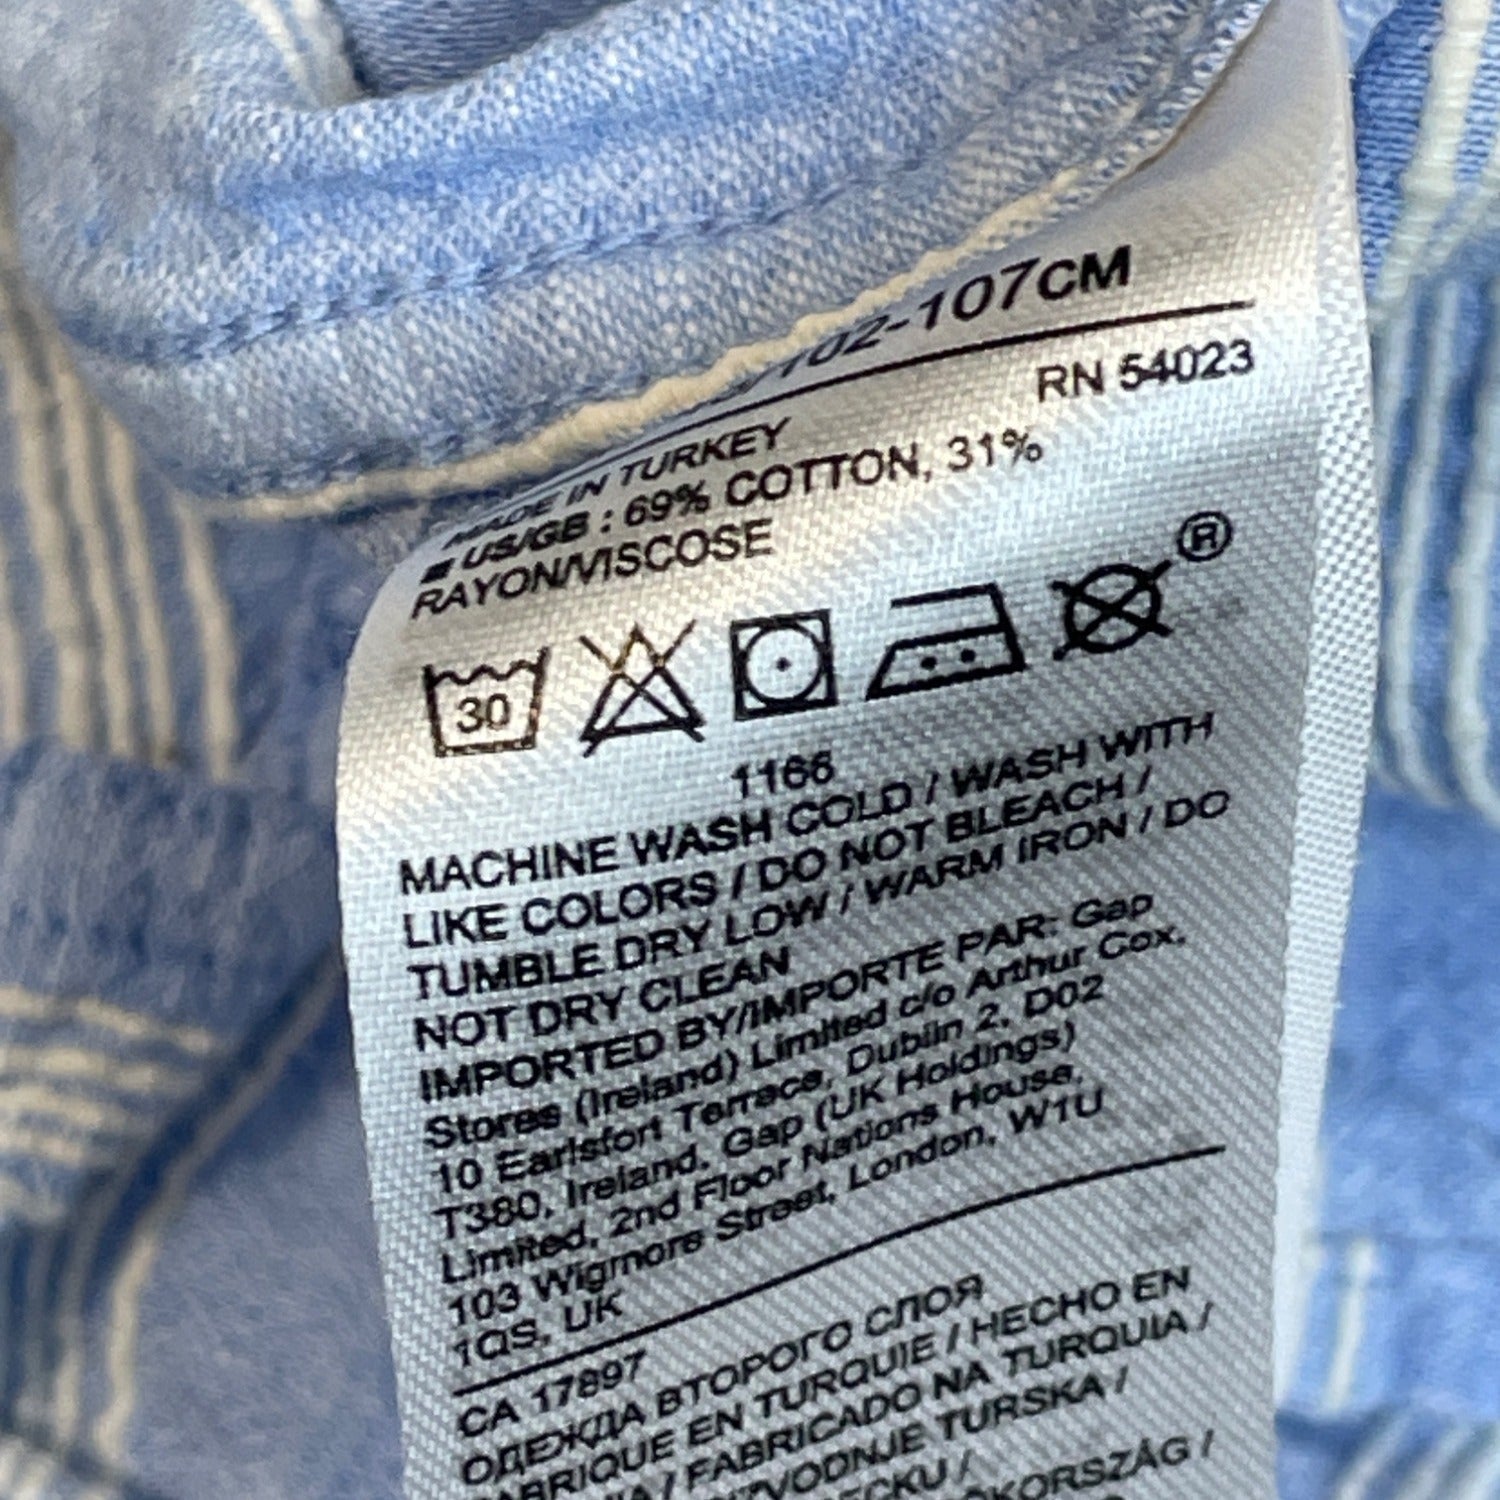 102-107CM
RN 54023
MADE IN TURKEY
US/GB : 69% COTTON, 31%
RAYON/VISCOSE
30
R
1166
MACHINE WASH COLD / WASH WITH
LIKE COLORS / DO NOT BLEACH /
TUMBLE DRY LOW / WARM IRON / DO
NOT DRY CLEAN
IMPORTED BY/IMPORTE PAR: Gap
Stores (Ireland) Limited c/o Arthur Cox,
10 Earlsfort Terrace, Dublin 2, D02
T380, Ireland, Gap (UK Holdings)
Limited, 2nd Floor Nations House,
103 Wigmore Street, London, W1U
1QS, UK
CA 17897
ОДЕЖДА ВТОРОГО СЛОЯ
FABRIQUE EN TURQUIE / HECHO EN
/ FABRICADO NA TURQUIA /
TURSKA /